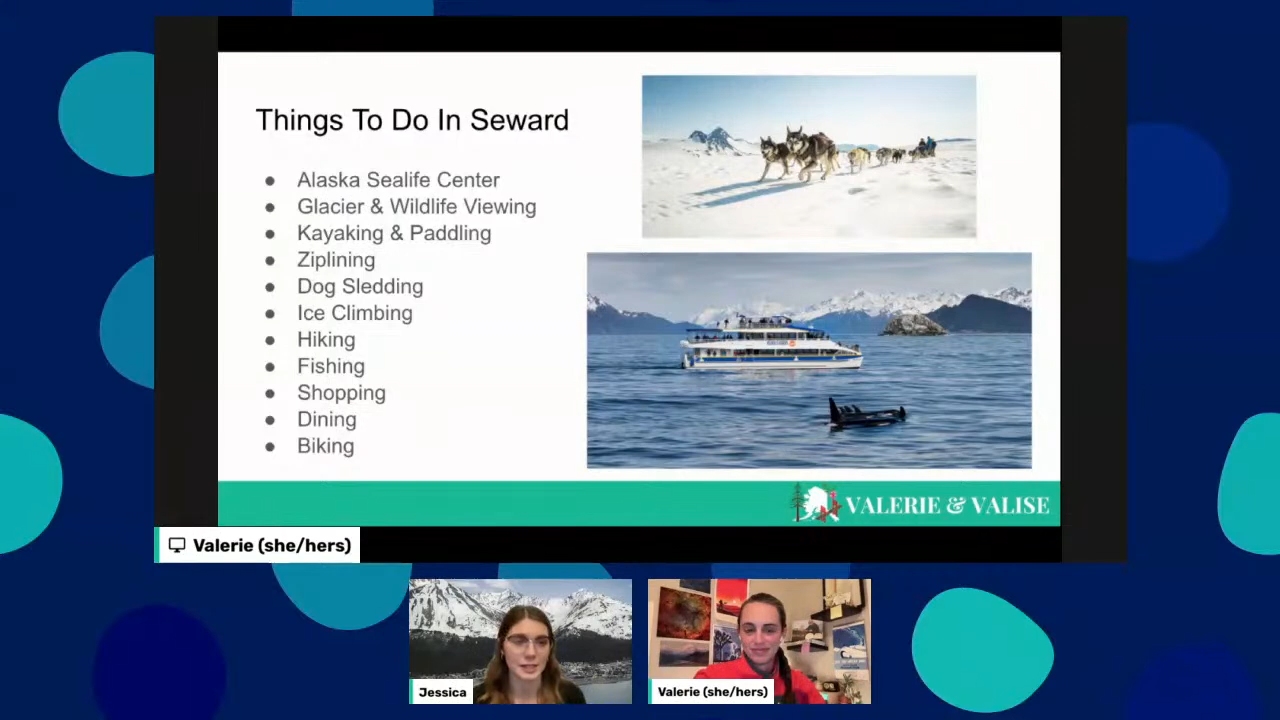 Things To Do In Seward
● Alaska Sealife Center
● Glacier & Wildlife Viewing
● Kayaking & Paddling
● Ziplining
● Dog Sledding
● Ice Climbing
● Hiking
● Fishing
● Shopping
● Dining
● Biking
VALERIE & VALISE
Valerie (she/hers)
Jessica
Valerie (she/hers)